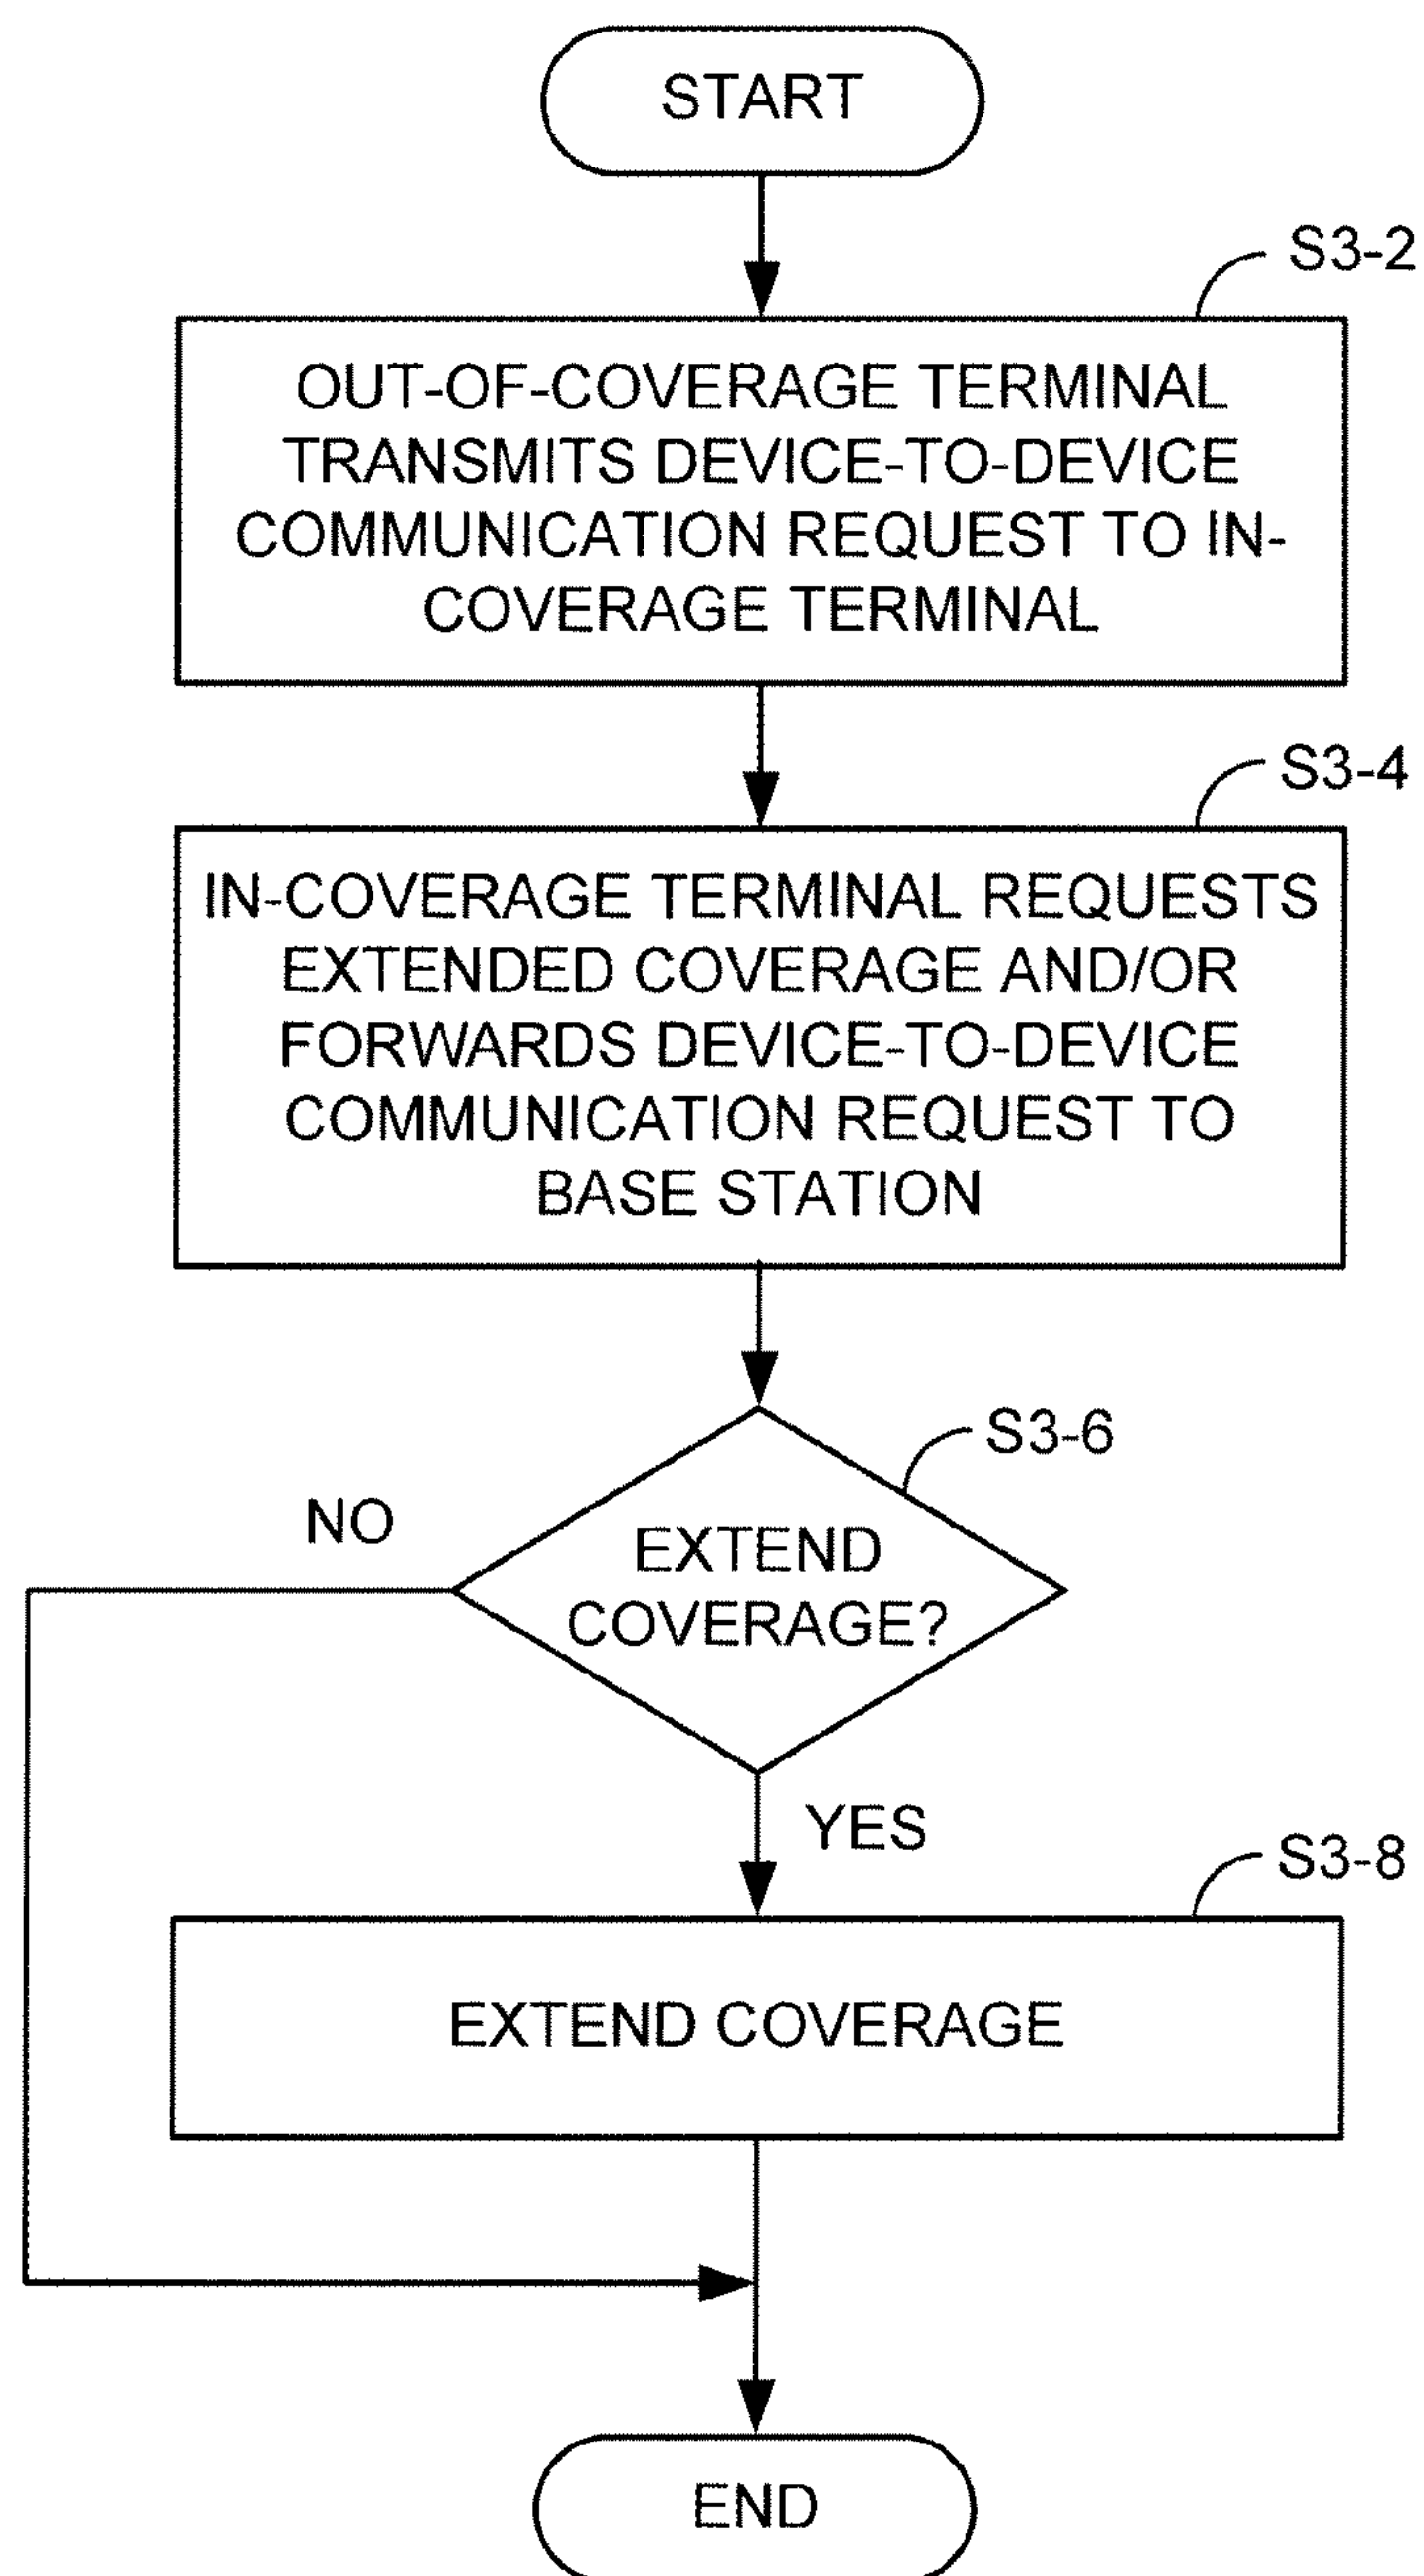 START
S3-2
OUT-OF-COVERAGE TERMINAL
TRANSMITS DEVICE-TO-DEVICE
COMMUNICATION REQUEST TO IN-
COVERAGE TERMINAL
S3-4
IN-COVERAGE TERMINAL REQUESTS
EXTENDED COVERAGE AND/OR
FORWARDS DEVICE-TO-DEVICE
COMMUNICATION REQUEST TO
BASE STATION
S3-6
NO
EXTEND
COVERAGE?
YES
S3-8
EXTEND COVERAGE
END